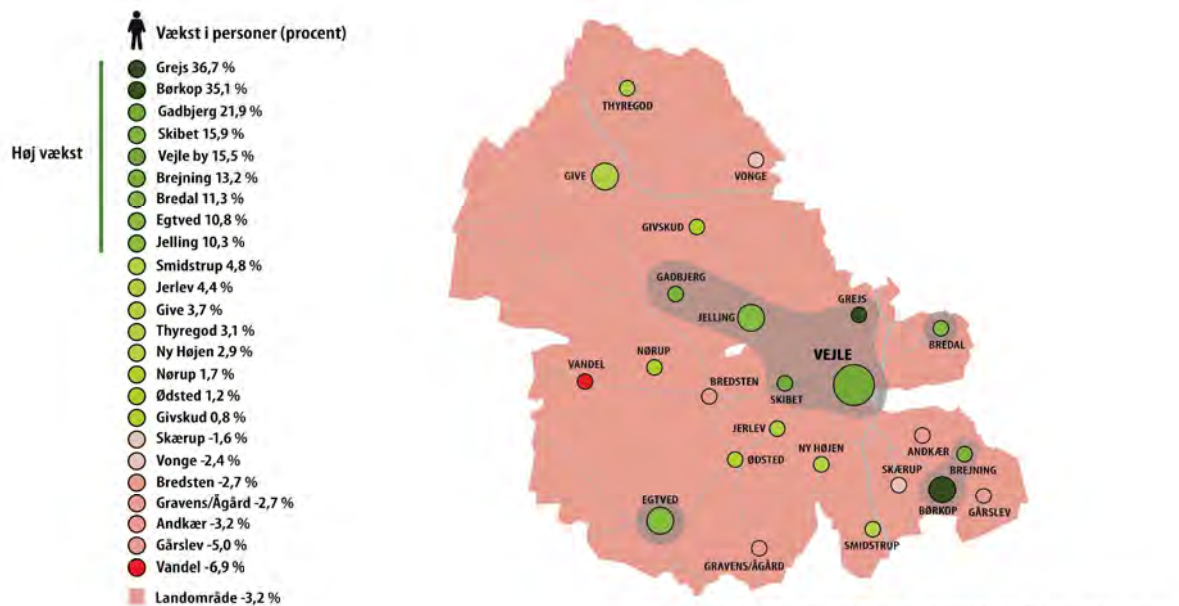 Vækst i personer (procent)
Høj vækst
Grejs 36,7 %
Børkop 35,1 %
Gadbjerg 21,9 %
Skibet 15,9 %
Vejle by 15,5 %
Brejning 13,2 %
Bredal 11,3 %
Egtved 10,8 %
Jelling 10,3 %
Smidstrup 4,8 %
Jerlev 4,4 %
Give 3,7 %
Thyregod 3,1 %
Ny Højen 2,9 %
Nørup 1,7 %
Ødsted 1,2 %
Givskud 0,8 %
Skærup -1,6 %
Vonge -2,4 %
Bredsten -2,7 %
Gravens/Ågård -2,7 %
Andkær -3,2 %
Gårslev -5,0 %
Vandel -6,9 %
Landområde -3,2 %
THYREGOD
GIVE
VONGE
GIVSKUD
GADBJERG
GREJS
JELLING
BREDAL
NØRUP
VEJLE
VANDEL
BREDSTEN
SKIBET
JERLEV
ANDKÆR
NY HØJEN
ØDSTED
SKÆRUP
BREJNING
EGTVED
BØRKOP
GÅRSLEV
SMIDSTRUP
GRAVENS/ÅGÅRD